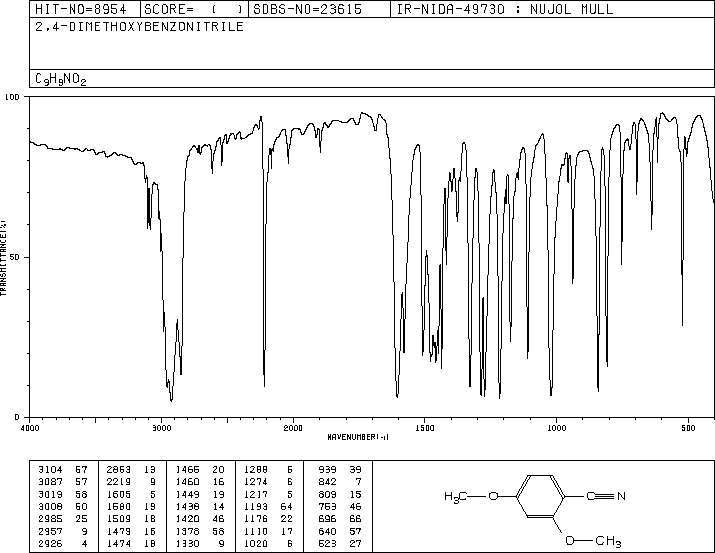 HIT-NO=8954 SCORE= ( ) SDBS-NO=23615 IR-NIDA-49730 : NUJOL MULL
2,4-DIMETHOXYBENZONITRILE
C9H9NO2
100
50
0
TRANSMITTANCE(%)
4000 3000 2000 1500 1000 500
WAVENUMBER(-1)
3104 57 2863 13 1466 20 1288 6 939 39
3087 57 2219 9 1460 16 1274 6 842 7
3019 58 1605 5 1449 19 1217 5 809 15
3008 60 1580 19 1438 14 1193 64 753 46
2985 25 1509 18 1420 46 1176 22 696 66
2957 9 1479 16 1378 58 1110 17 640 57
2926 4 1474 18 1330 9 1020 6 523 27
H3C O C N
O CH3